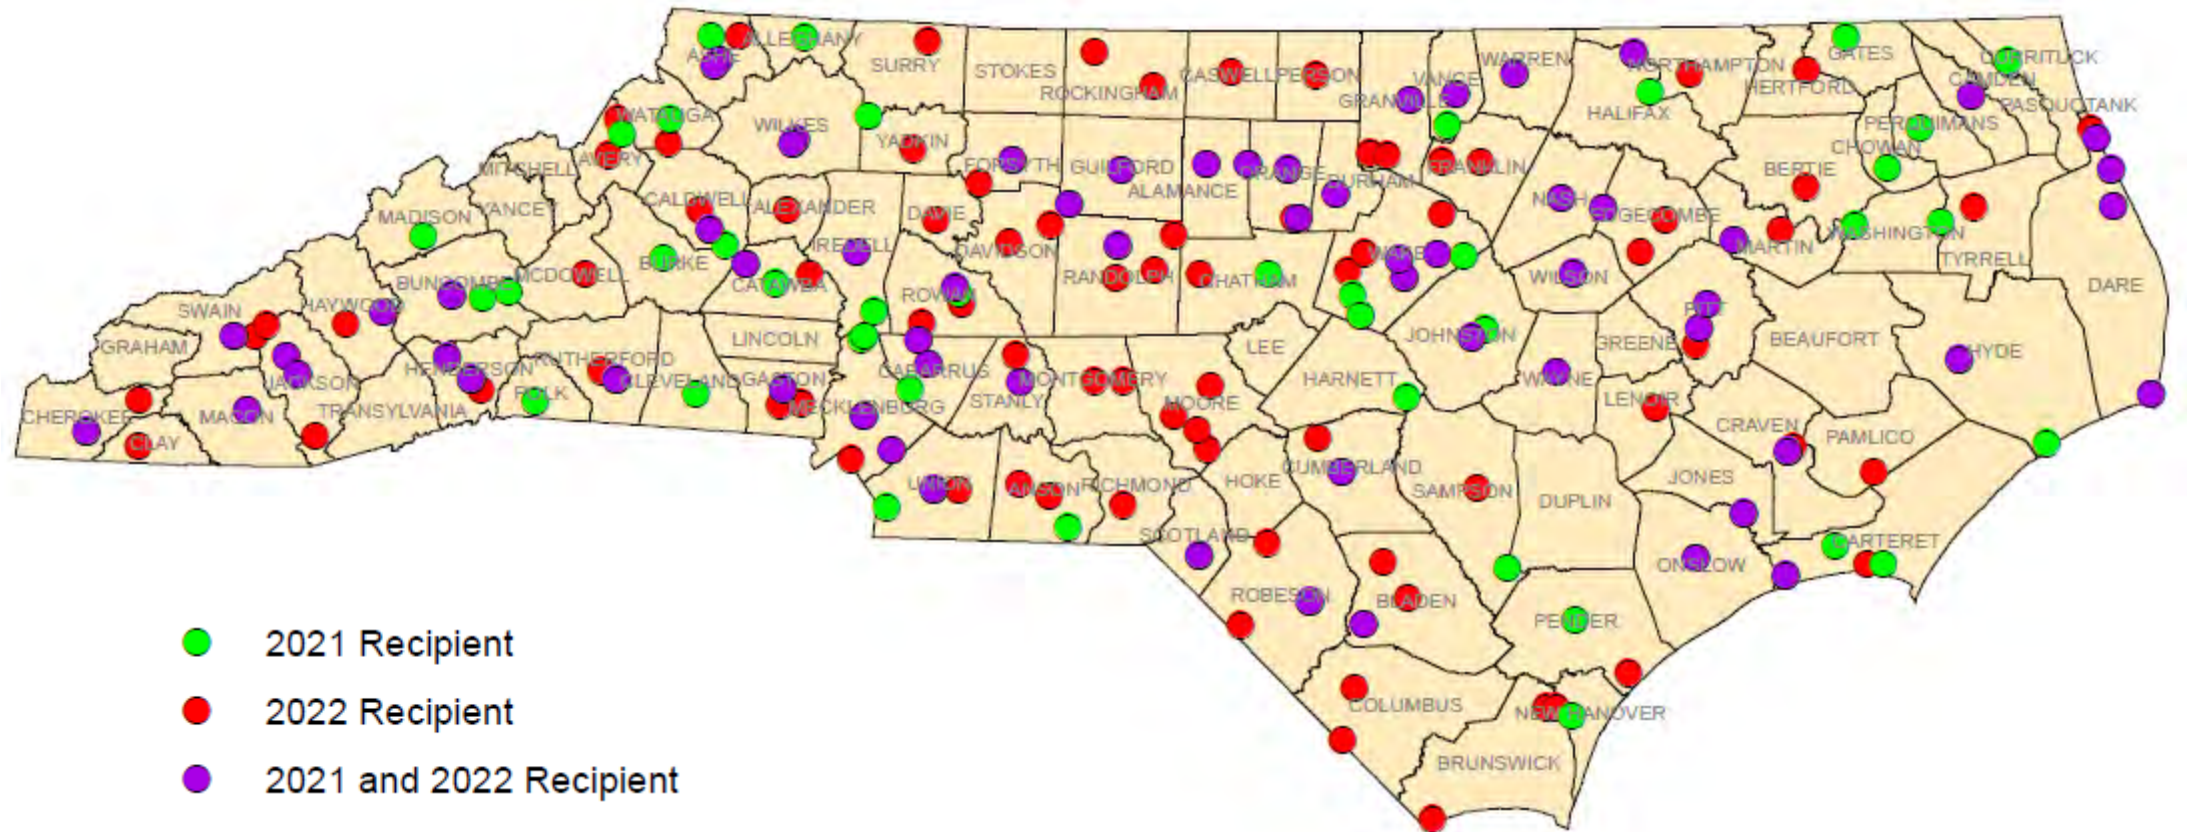 ASHE
ALLEGHANY
SURRY
STOKES
ROCKINGHAM
CASWELL
PERSON
GRANVILLE
VANCE
WARREN
NORTHAMPTON
HALIFAX
HERTFORD
GATES
CURRITUCK
CAMDEN
PASQUOTANK
PERQUIMANS
CHOWAN
BERTIE
WATAUGA
WILKES
YADKIN
FORSYTH
GUILFORD
ALAMANCE
ORANGE
DURHAM
FRANKLIN
NASH
EDGECOMBE
MARTIN
WASHINGTON
TYRRELL
DARE
MITCHELL
AVERY
CALDWELL
ALEXANDER
DAVIE
DAVIDSON
RANDOLPH
CHATHAM
WAKE
WILSON
MADISON
YANCEY
IREDELL
BURKE
CATAWBA
ROWAN
BUNCOMBE
MCDOWELL
SWAIN
HAYWOOD
GRAHAM
LINCOLN
LEE
JOHNSTON
GREENE
PITT
BEAUFORT
HYDE
JACKSON
HENDERSON
RUTHERFORD
CLEVELAND
GASTON
CABARRUS
MONTGOMERY
HARNETT
WAYNE
LENOIR
CHEROKEE
MACON
TRANSYLVANIA
POLK
MECKLENBURG
STANLY
MOORE
CRAVEN
PAMLICO
CLAY
UNION
ANSON
RICHMOND
HOKE
CUMBERLAND
SAMPSON
DUPLIN
JONES
SCOTLAND
ONSLOW
CARTERET
ROBESON
BLADEN
PENDER
COLUMBUS
NEW HANOVER
BRUNSWICK
2021 Recipient
2022 Recipient
2021 and 2022 Recipient